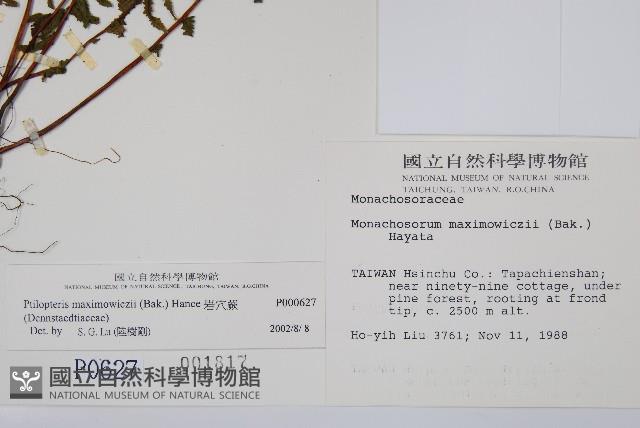 國立自然科學博物館
NATIONAL MUSEUM OF NATURAL SCIENCE
TAICHUNG, TAIWAN, R.O.CHINA
Monachosoraceae
Monachosorum maximowiczii (Bak.)
Hayata
TAIWAN Hsinchu Co.: Tapachienshan;
near ninety-nine cottage, under
pine forest, rooting at frond
tip, c. 2500 m alt.
Ho-yih Liu 3761; Nov 11, 1988
國立自然科學博物館
NATIONAL MUSEUM OF NATURAL SCIENCE, TAICHUNG, TAIWAN, R.O.CHINA
Ptilopteris maximowiczii (Bak.) Hance 岩穴蕨 P000627
(Dennstaedtiaceae)
Det. by S. G. Lu (陸樹剛) 2002/8/ 8
P0627 001817
國立自然科學博物館
NATIONAL MUSEUM OF NATURAL SCIENCE